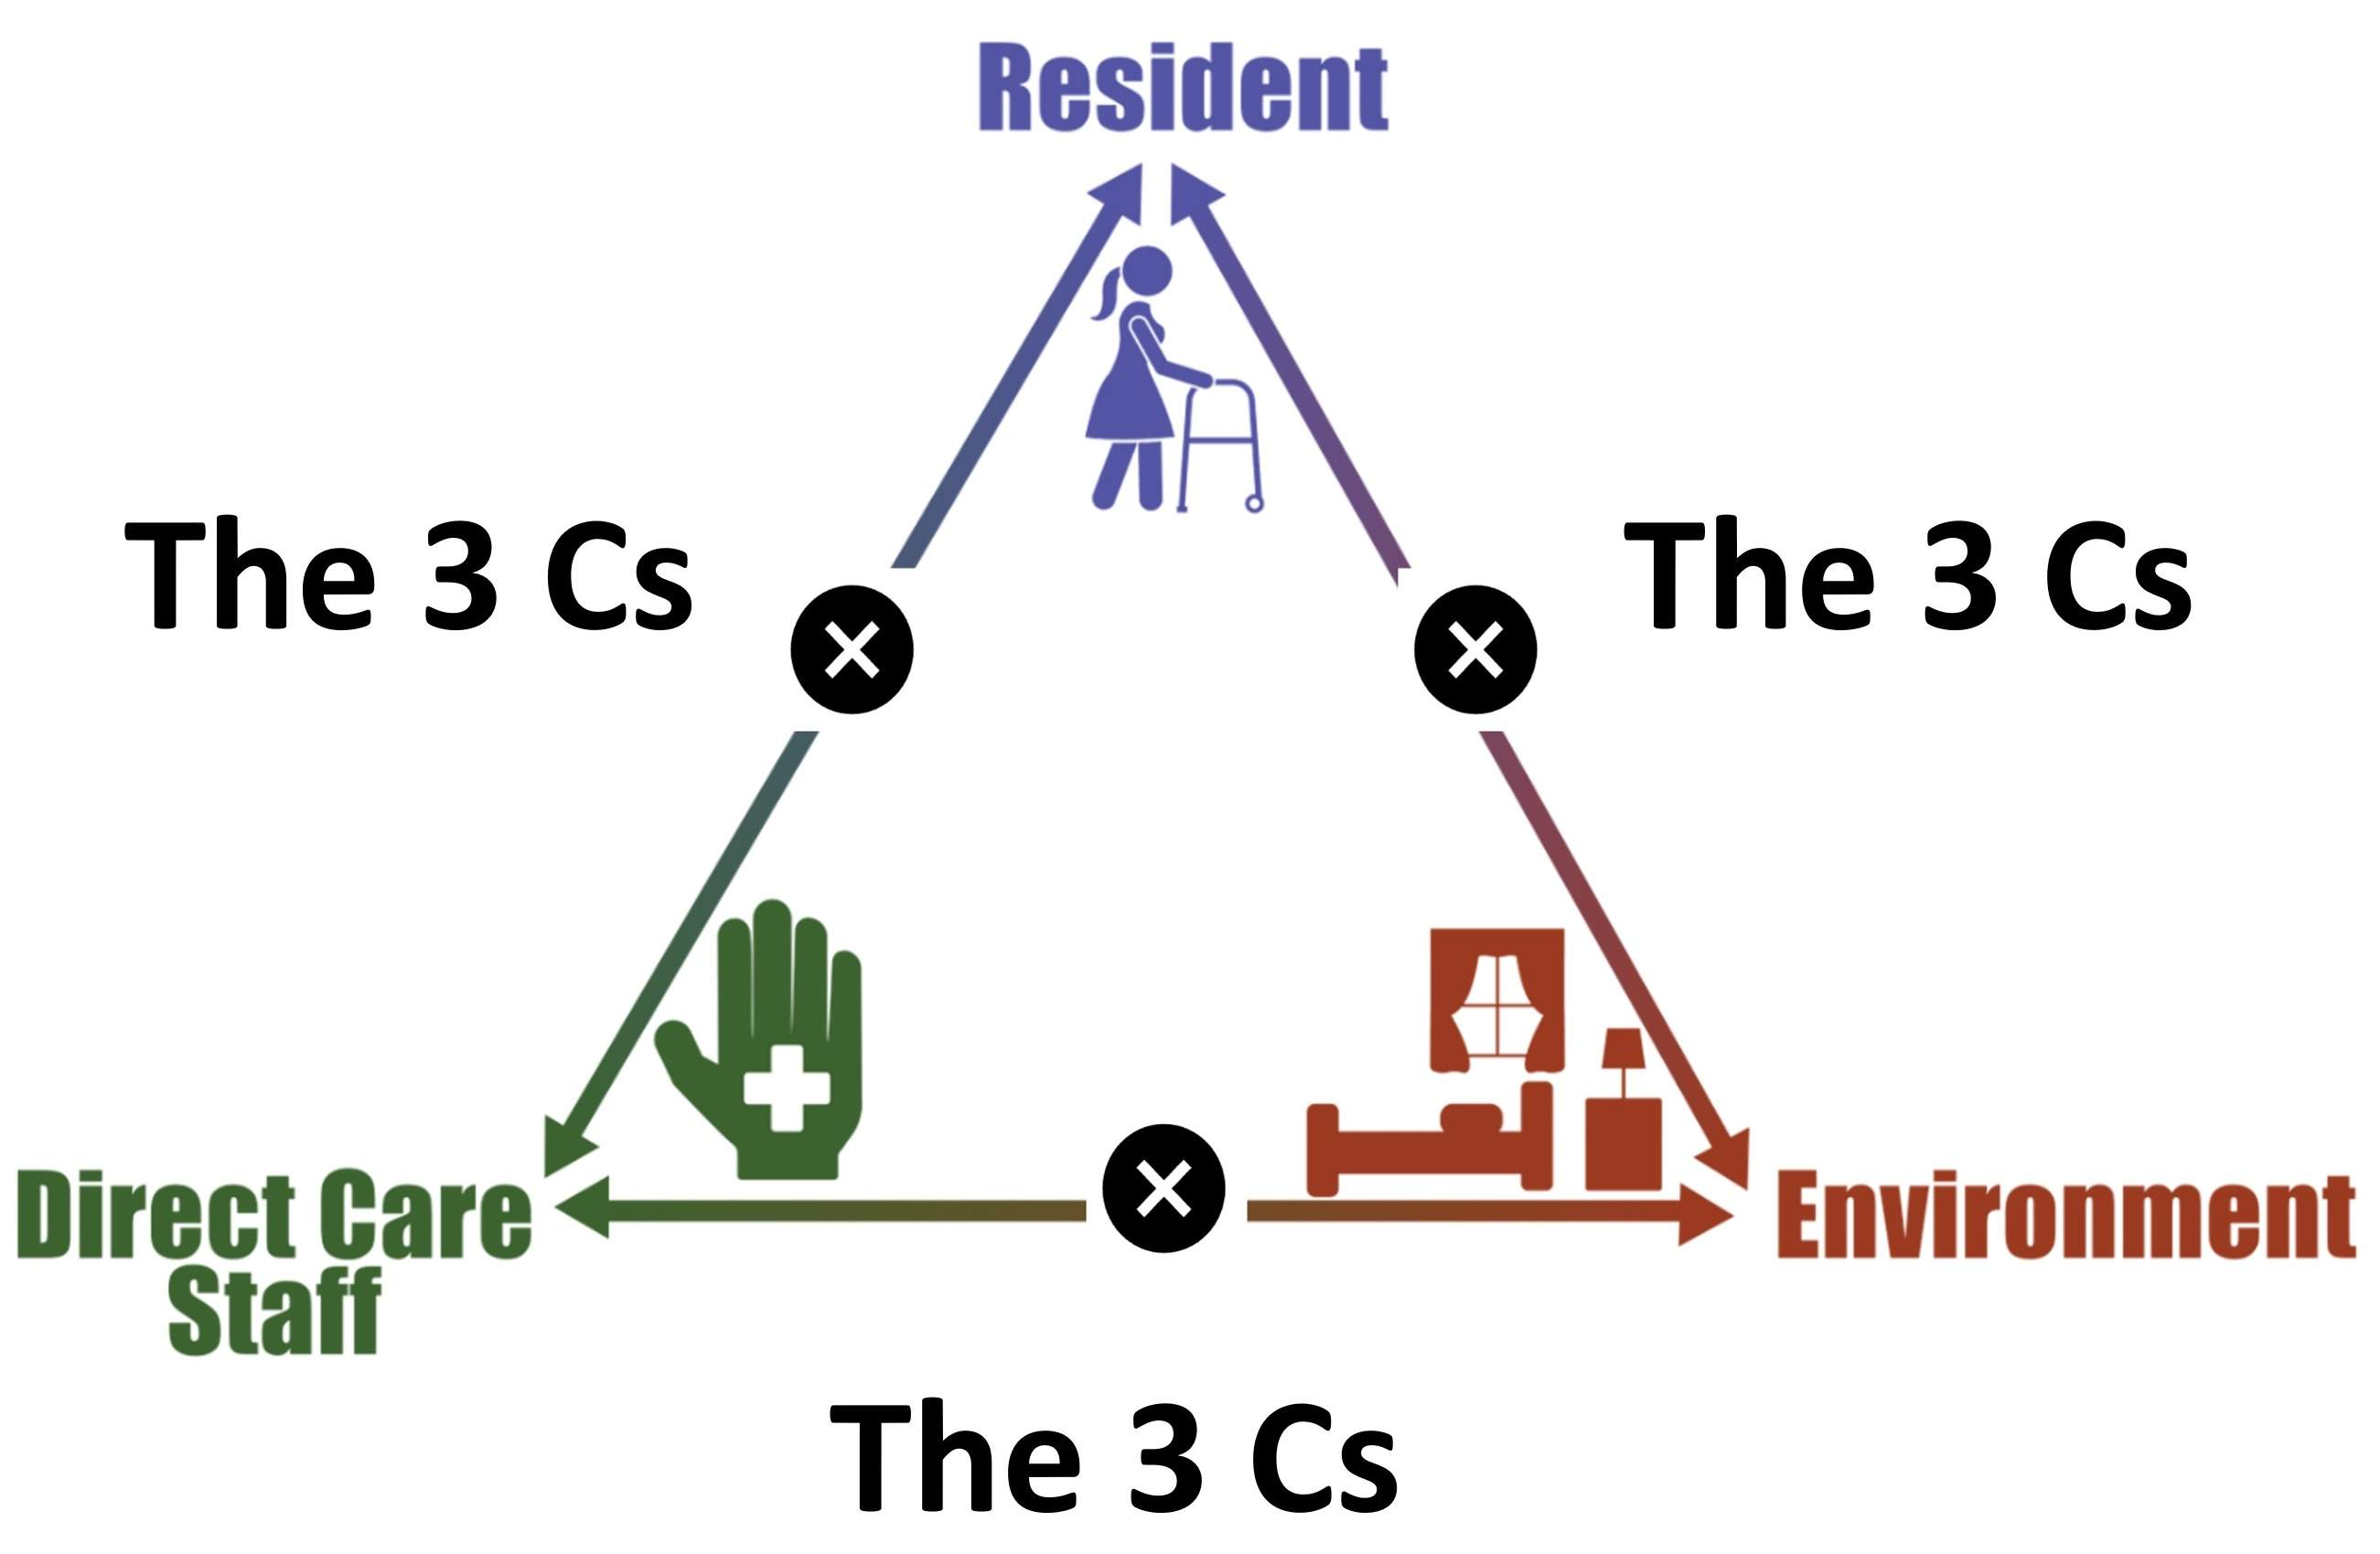 Resident
The 3 Cs
The 3 Cs
Direct Care
Staff
Environment
The 3 Cs